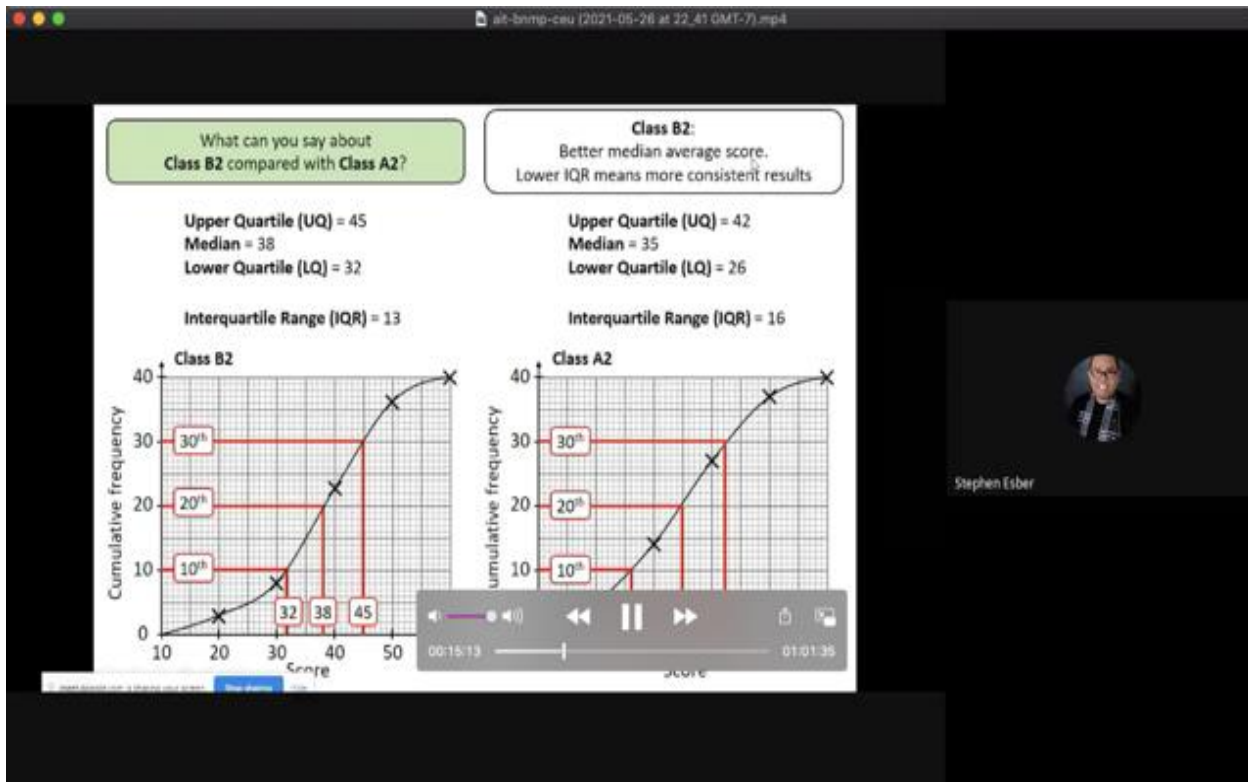 ait-bnmp-ceu (2021-05-26 at 22_41 GMT-7).mp4
What can you say about
Class B2 compared with Class A2?
Class B2:
Better median average score.
Lower IQR means more consistent results
Upper Quartile (UQ) = 45
Median = 38
Lower Quartile (LQ) = 32
Interquartile Range (IQR) = 13
Upper Quartile (UQ) = 42
Median = 35
Lower Quartile (LQ) = 26
Interquartile Range (IQR) = 16
Class B2
Cumulative frequency
40
30
20
10
0
30th
20th
10th
32 38 45
10 20 30 40 50
Score
Class A2
umulative frequency
40
30
20
10
30th
20th
10th
Score
00:15:13
01:01:35
Stephen Esber
Stop sharing